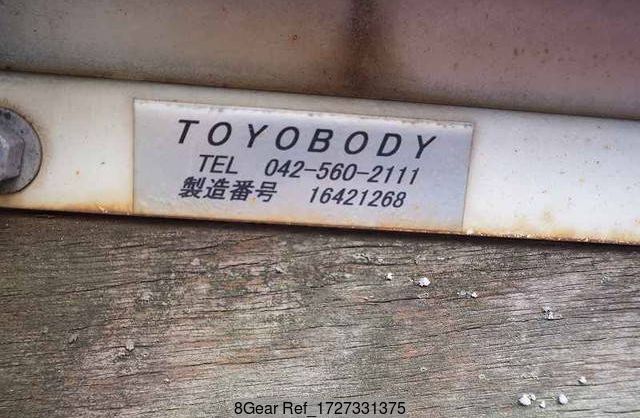 TOYOBODY
TEL 042-560-2111
製造番号 16421268
8Gear Ref_1727331375